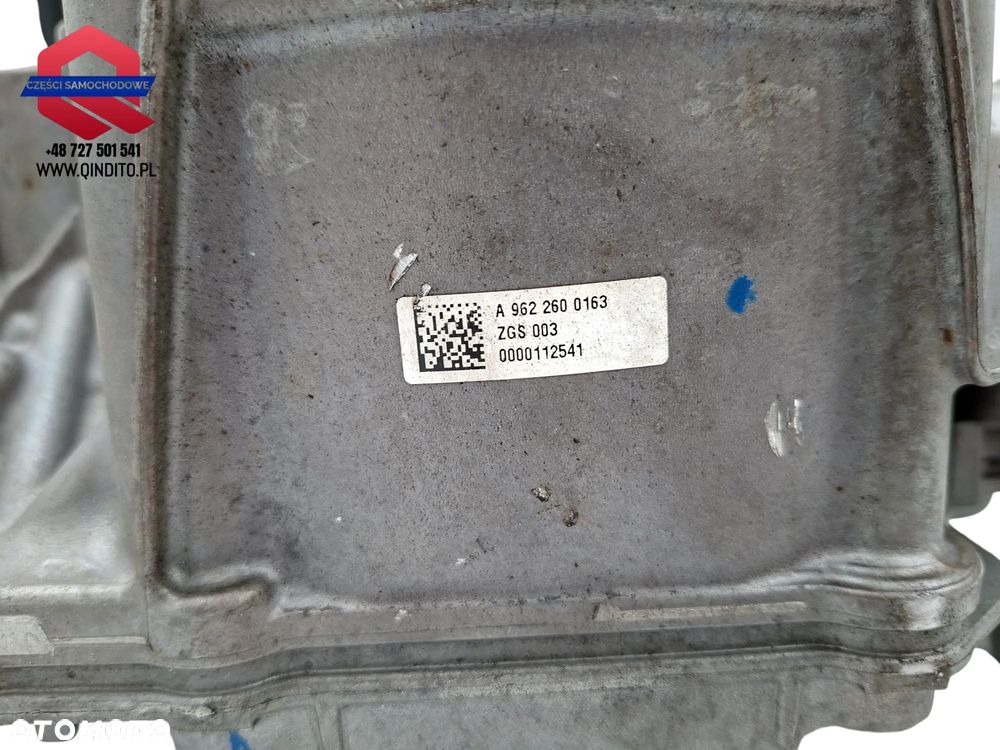 CZĘŚCI SAMOCHODOWE
+48 727 501 541
WWW.QINDITO.PL
A 962 260 0163
ZGS 003
0000112541
OTOMOTO